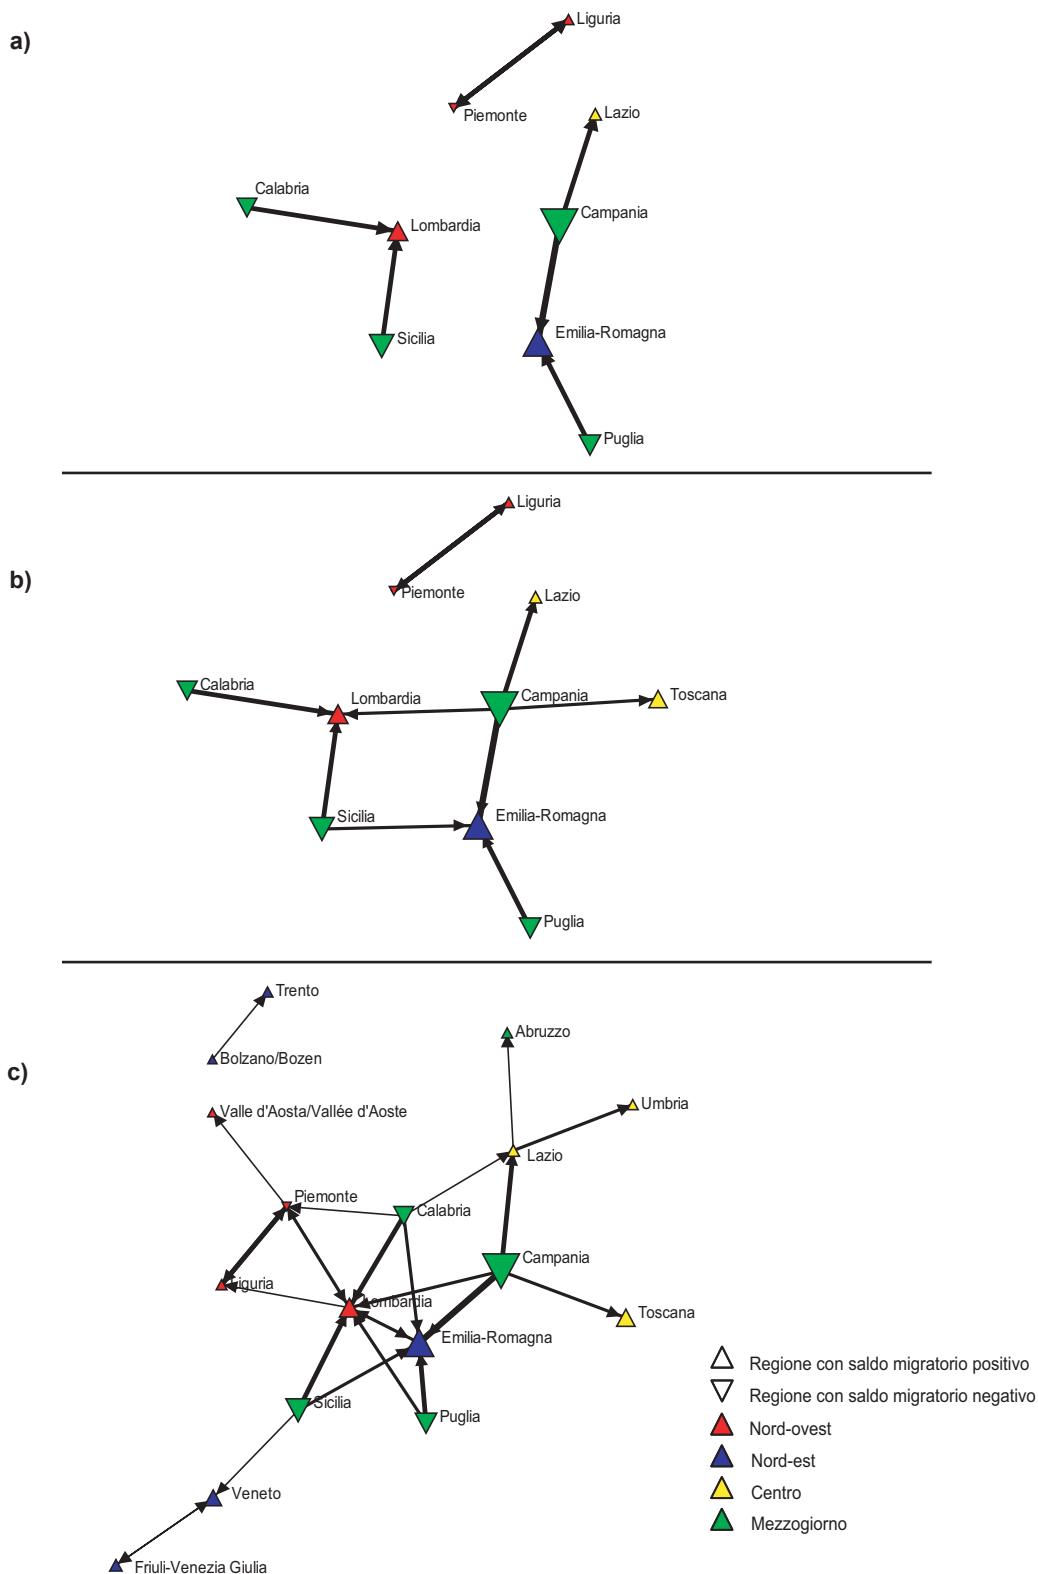 a)
Liguria
Piemonte
Lazio
Calabria
Campania
Lombardia
Emilia-Romagna
Sicilia
Puglia
b)
Liguria
Piemonte
Lazio
Calabria
Lombardia
Campania
Toscana
Sicilia
Emilia-Romagna
Puglia
c)
Trento
Bolzano/Bozen
Abruzzo
Valle d'Aosta/Vallée d'Aoste
Umbria
Lazio
Piemonte
Calabria
Campania
Liguria
Lombardia
Toscana
Emilia-Romagna
Sicilia
Puglia
Veneto
Friuli-Venezia Giulia
Regione con saldo migratorio positivo
Regione con saldo migratorio negativo
Nord-ovest
Nord-est
Centro
Mezzogiorno